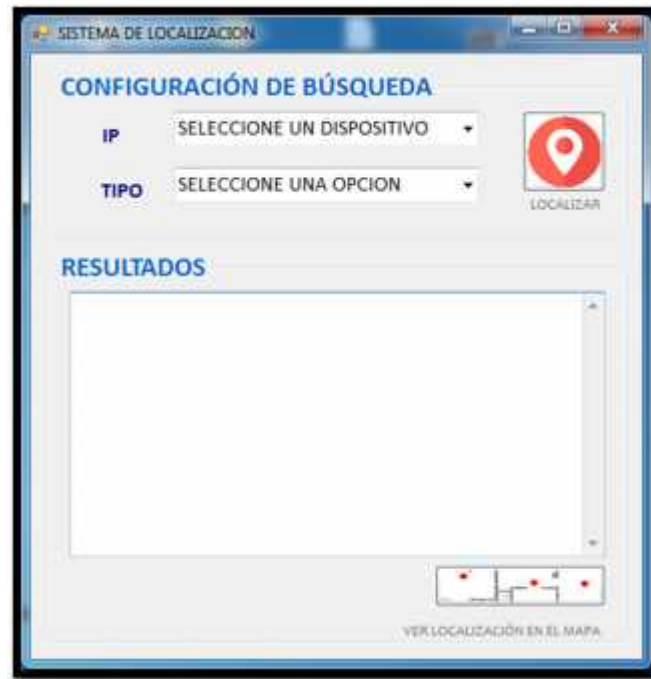 SISTEMA DE LOCALIZACION
CONFIGURACIÓN DE BÚSQUEDA
IP SELECCIONE UN DISPOSITIVO
TIPO SELECCIONE UNA OPCION
LOCALIZAR
RESULTADOS
VER LOCALIZACIÓN EN EL MAPA